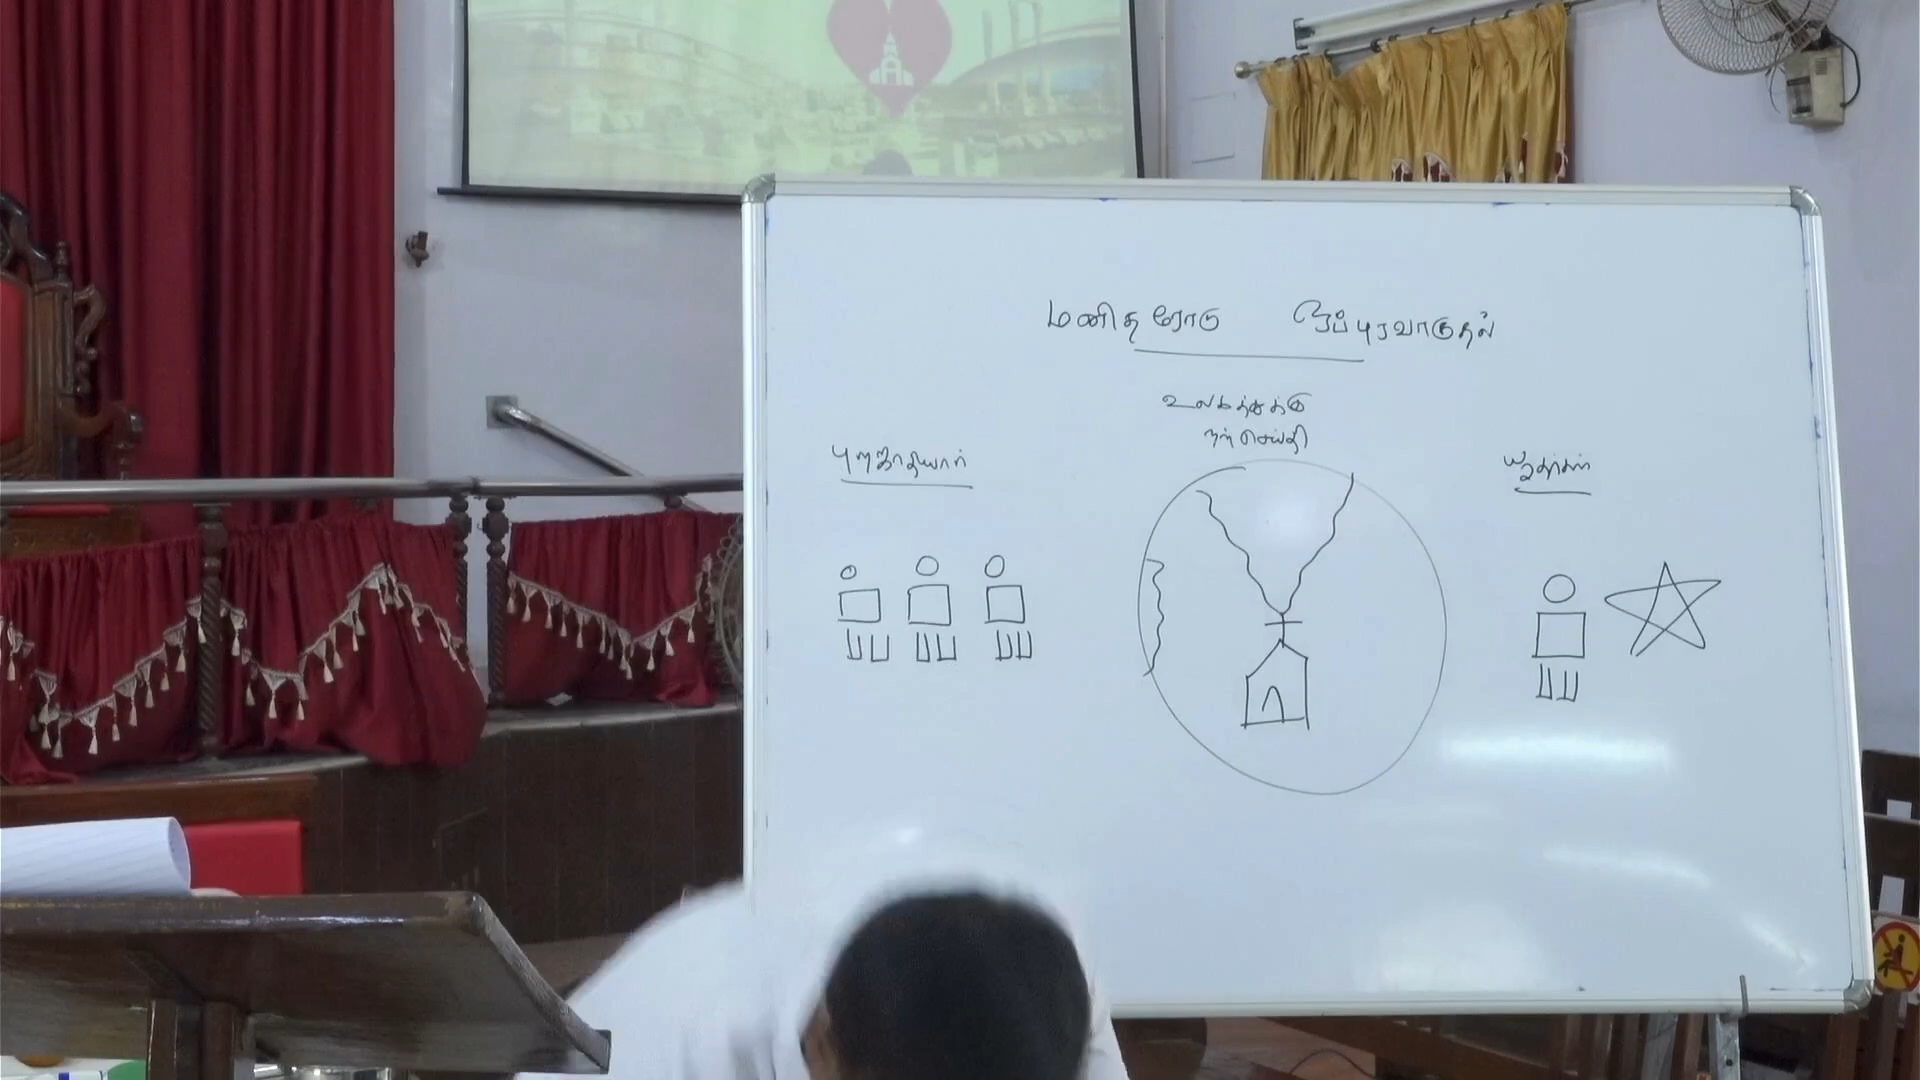 மனிதரோடு ஒப்புரவாகுதல்
உலகத்துக்கு
நற்செய்தி
புறஜாதியார்
யூதர்கள்